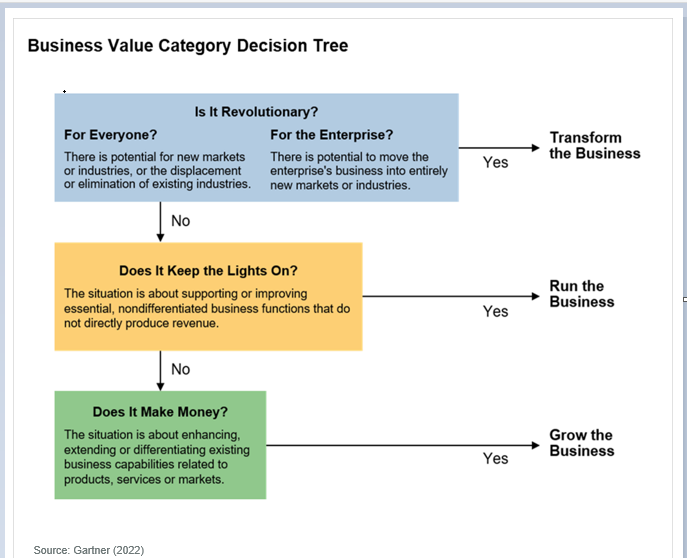 Business Value Category Decision Tree
Is It Revolutionary?
For Everyone?
There is potential for new markets
or industries, or the displacement
or elimination of existing industries.
For the Enterprise?
There is potential to move the
enterprise's business into entirely
new markets or industries.
Yes
Transform
the Business
No
Does It Keep the Lights On?
The situation is about supporting or improving
essential, nondifferentiated business functions that do
not directly produce revenue.
Yes
Run the
Business
No
Does It Make Money?
The situation is about enhancing,
extending or differentiating existing
business capabilities related to
products, services or markets.
Yes
Grow the
Business
Source: Gartner (2022)